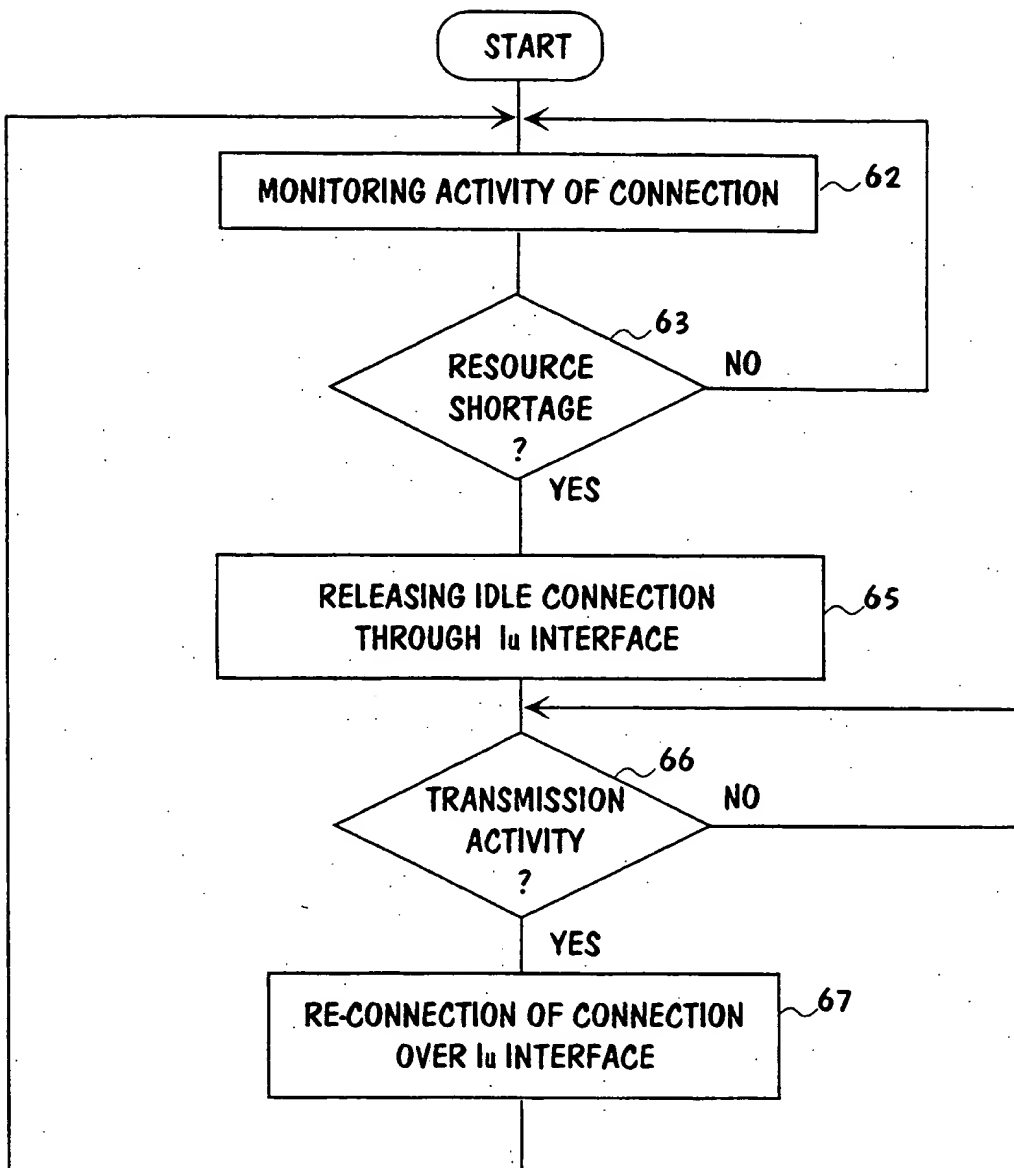 START
MONITORING ACTIVITY OF CONNECTION
62
63
RESOURCE
SHORTAGE
?
NO
YES
RELEASING IDLE CONNECTION
THROUGH Iu INTERFACE
65
66
TRANSMISSION
ACTIVITY
?
NO
YES
RE-CONNECTION OF CONNECTION
OVER Iu INTERFACE
67